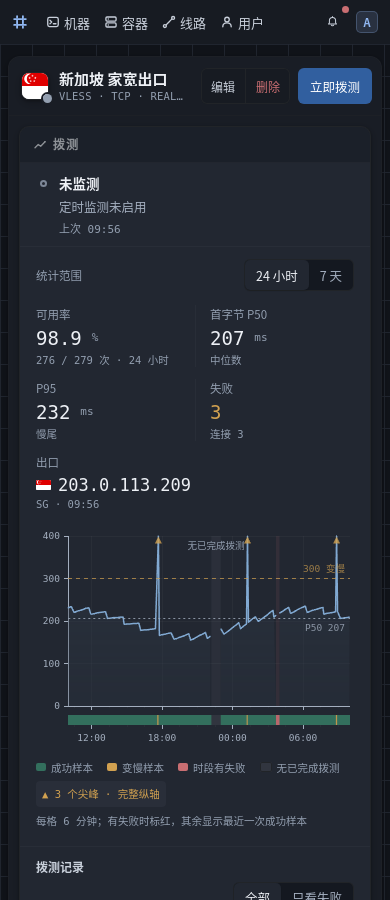 机器 容器 线路 用户 A
新加坡 家宽出口
VLESS · TCP · REAL…
编辑 删除 立即拨测
拨测
未监测
定时监测未启用
上次 09:56
统计范围 24 小时 7 天
可用率 首字节 P50
98.9 % 207 ms
276 / 279 次 · 24 小时 中位数
P95 失败
232 ms 3
慢尾 连接 3
出口
203.0.113.209
SG · 09:56
400
无已完成拨测
300
300 变慢
200
P50 207
100
0
12:00 18:00 00:00 06:00
成功样本 变慢样本 时段有失败 无已完成拨测
▲ 3 个尖峰 · 完整纵轴
每格 6 分钟; 有失败时标红, 其余显示最近一次成功样本
拨测记录
全部 只看失败